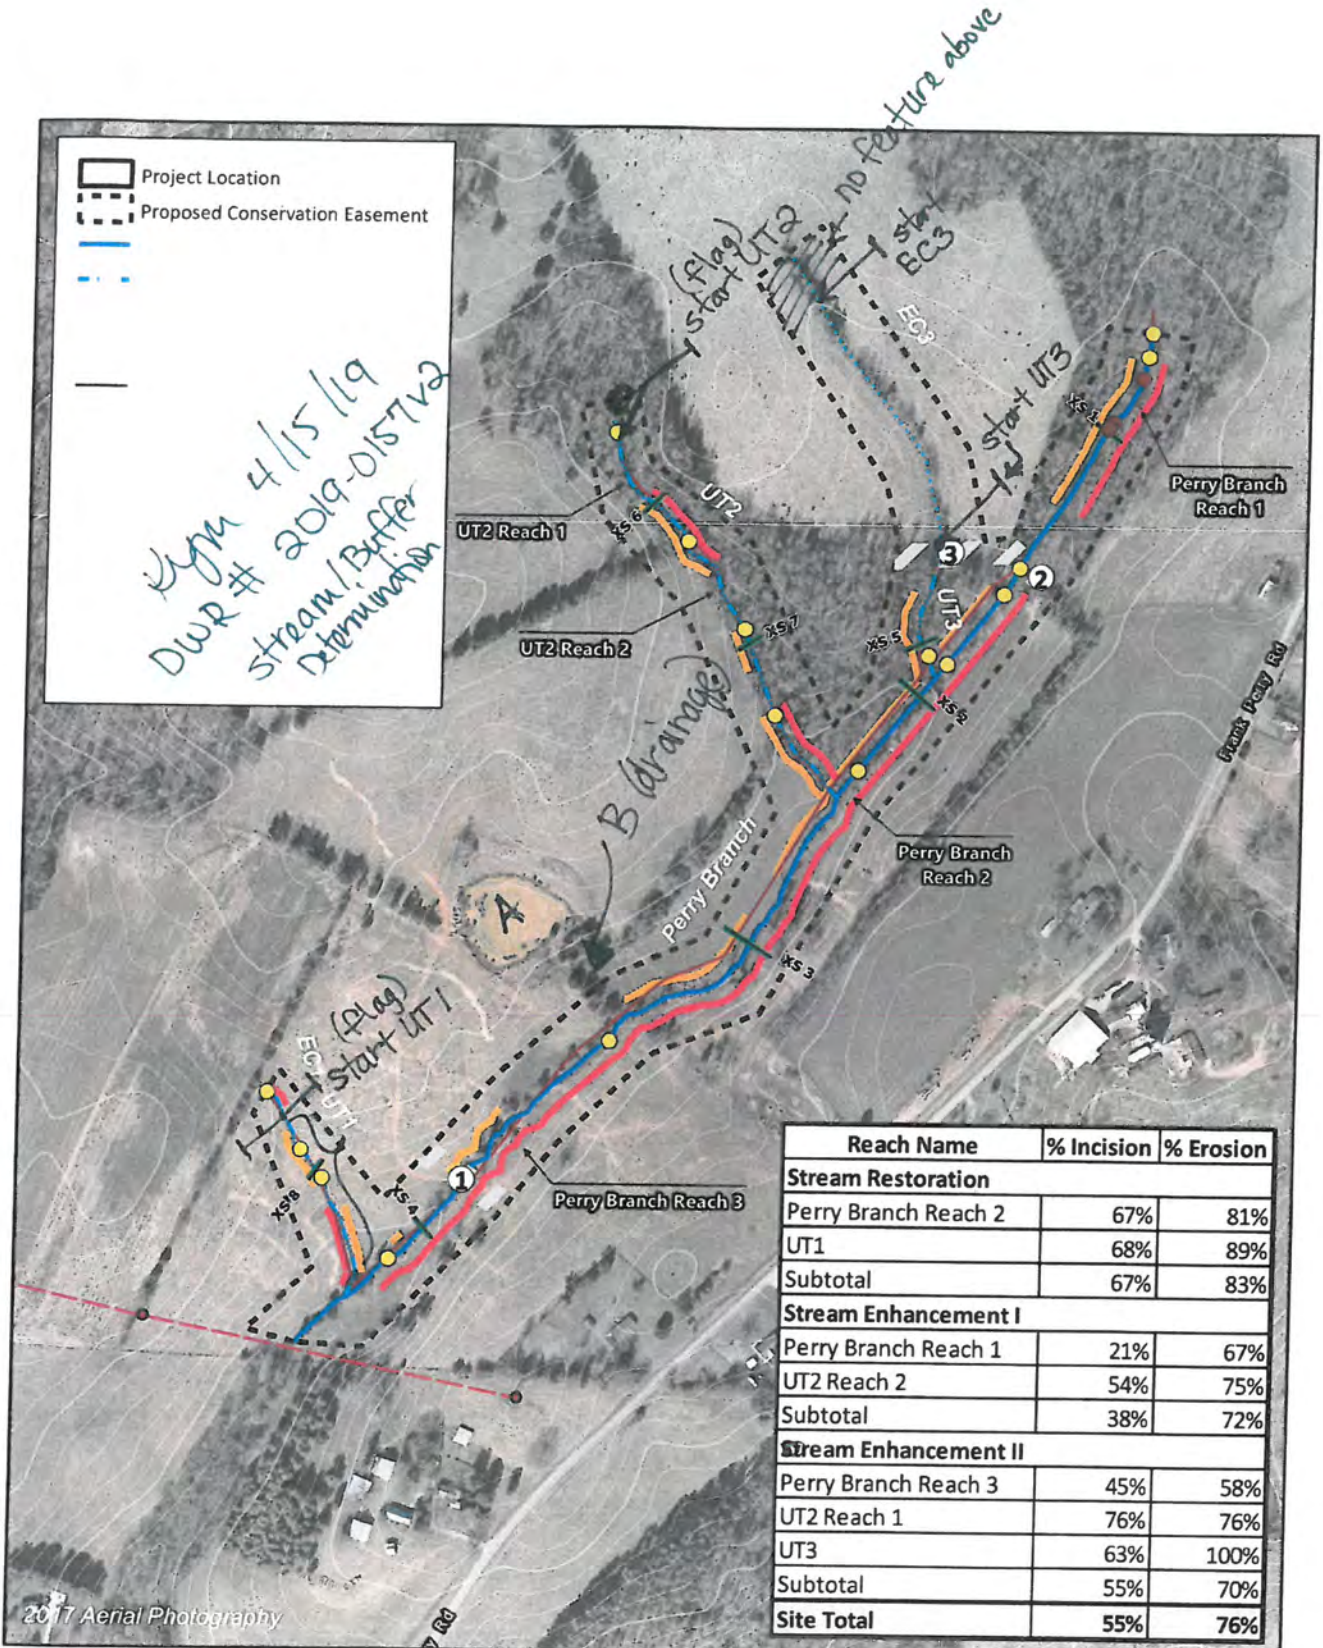 no feature above
Project Location
Proposed Conservation Easement
4/15/19
DWR # 2019-0157v2
stream/Buffer
Determination
(flag)
start UT2
start
EC3
EC3
start UT3
XS 1
Perry Branch
Reach 1
UT2
XS 6
UT2 Reach 1
3
2
UT3
XS 7
XS 5
UT2 Reach 2
XS 2
Frank Perry Rd
B (drainage)
Perry Branch
Perry Branch
Reach 2
A
XS 3
(flag)
start UT1
UT1
XS 8
XS 4
1
Perry Branch Reach 3
Reach Name % Incision % Erosion
Stream Restoration
Perry Branch Reach 2 67% 81%
UT1 68% 89%
Subtotal 67% 83%
Stream Enhancement I
Perry Branch Reach 1 21% 67%
UT2 Reach 2 54% 75%
Subtotal 38% 72%
Stream Enhancement II
Perry Branch Reach 3 45% 58%
UT2 Reach 1 76% 76%
UT3 63% 100%
Subtotal 55% 70%
Site Total 55% 76%
2017 Aerial Photography
y Rd